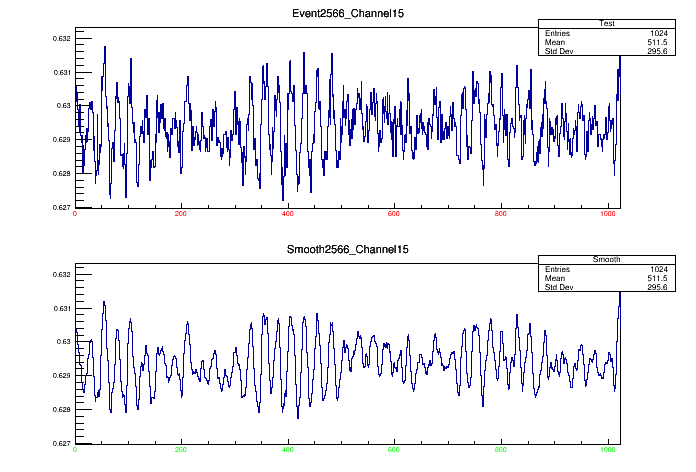 Event2566_Channel15
Test
Entries 1024
Mean 511.5
Std Dev 295.6
0.632
0.631
0.63
0.629
0.628
0.627
0 200 400 600 800 1000
Smooth2566_Channel15
Smooth
Entries 1024
Mean 511.5
Std Dev 295.6
0.632
0.631
0.63
0.629
0.628
0.627
0 200 400 600 800 1000